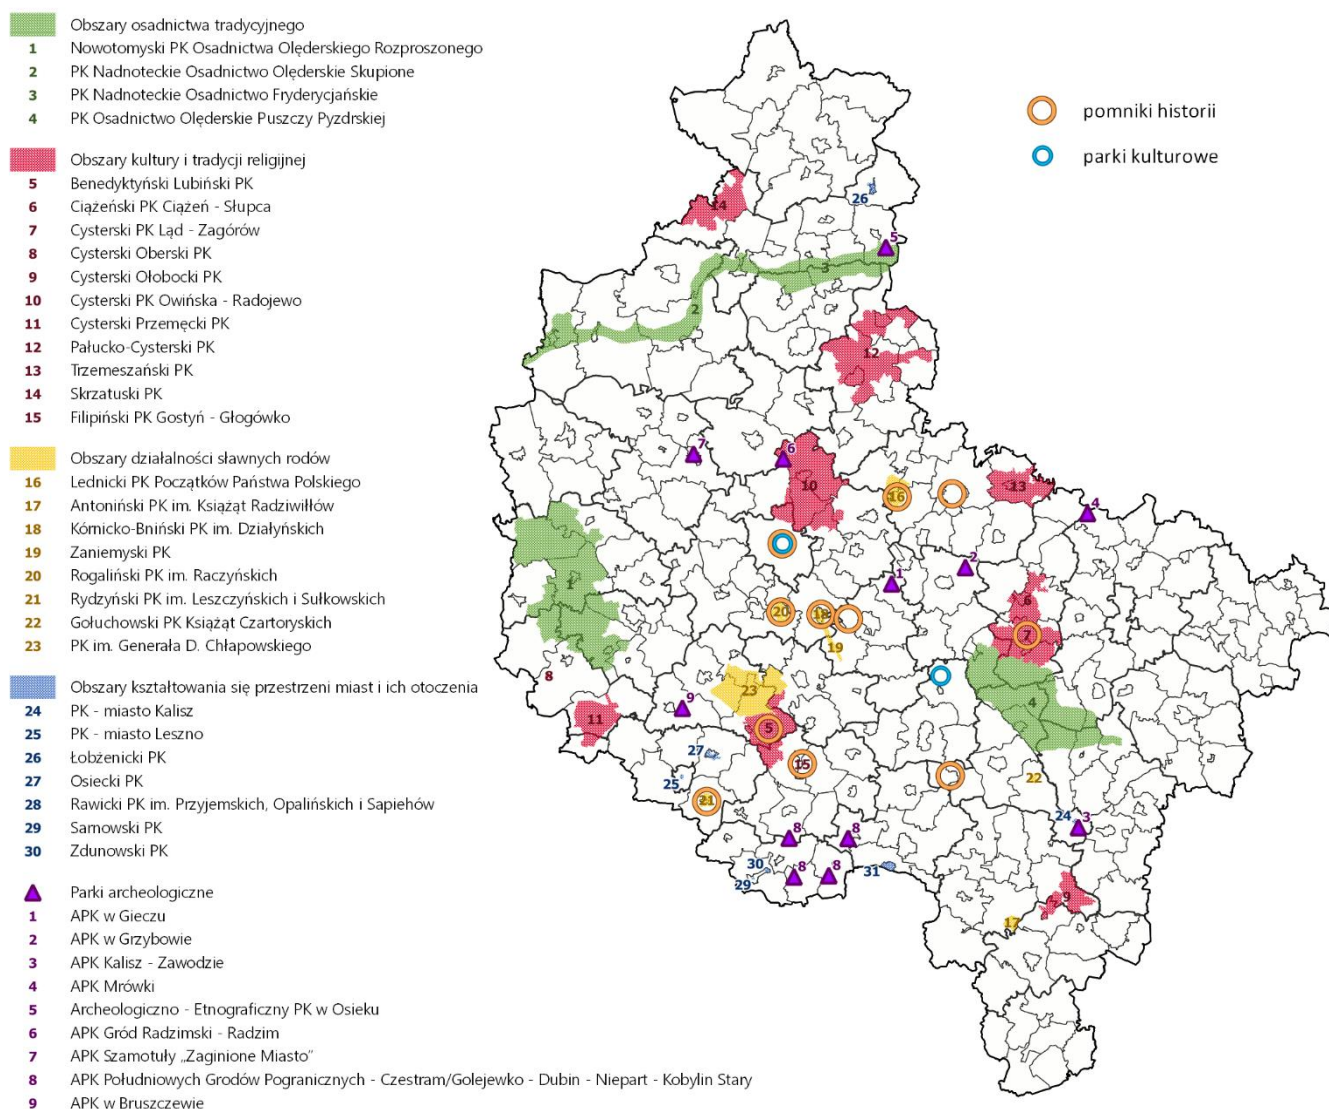 Obszary osadnictwa tradycyjnego
1 Nowotomyski PK Osadnictwa Olęderskiego Rozproszonego
2 PK Nadnoteckie Osadnictwo Olęderskie Skupione
3 PK Nadnoteckie Osadnictwo Fryderycjańskie
4 PK Osadnictwo Olęderskie Puszczy Pyzdrskiej
Obszary kultury i tradycji religijnej
5 Benedyktyński Lubiński PK
6 Ciążeński PK Ciążeń - Słupca
7 Cysterski PK Ląd - Zagórów
8 Cysterski Oberski PK
9 Cysterski Ołobocki PK
10 Cysterski PK Owińska - Radojewo
11 Cysterski Przemęcki PK
12 Pałucko-Cysterski PK
13 Trzemeszański PK
14 Skrzatuski PK
15 Filipiński PK Gostyń - Głogówko
Obszary działalności sławnych rodów
16 Lednicki PK Początków Państwa Polskiego
17 Antoniński PK im. Książąt Radziwiłłów
18 Kórnicko-Bniński PK im. Działyńskich
19 Zaniemyski PK
20 Rogaliński PK im. Raczyńskich
21 Rydzyński PK im. Leszczyńskich i Sułkowskich
22 Gołuchowski PK Książąt Czartoryskich
23 PK im. Generała D. Chłapowskiego
Obszary kształtowania się przestrzeni miast i ich otoczenia
24 PK - miasto Kalisz
25 PK - miasto Leszno
26 Łobżenicki PK
27 Osiecki PK
28 Rawicki PK im. Przyjemskich, Opalińskich i Sapiehów
29 Sarnowski PK
30 Zdunowski PK
Parki archeologiczne
1 APK w Gieczu
2 APK w Grzybowie
3 APK Kalisz - Zawodzie
4 APK Mrówki
5 Archeologiczno - Etnograficzny PK w Osieku
6 APK Gród Radzimski - Radzim
7 APK Szamotuły „Zaginione Miasto"
8 APK Południowych Grodów Pogranicznych - Czestram/Golejewko - Dubin - Niepart - Kobylin Stary
9 APK w Bruszczewie
pomniki historii
parki kulturowe
14
26
5
3
2
12
7
6
10
16
13
4
1
2
1
6
7
20
18
19
8
11
9
23
5
4
27
25
21
15
22
24
3
8
8
30
29
8
8
31
17
9